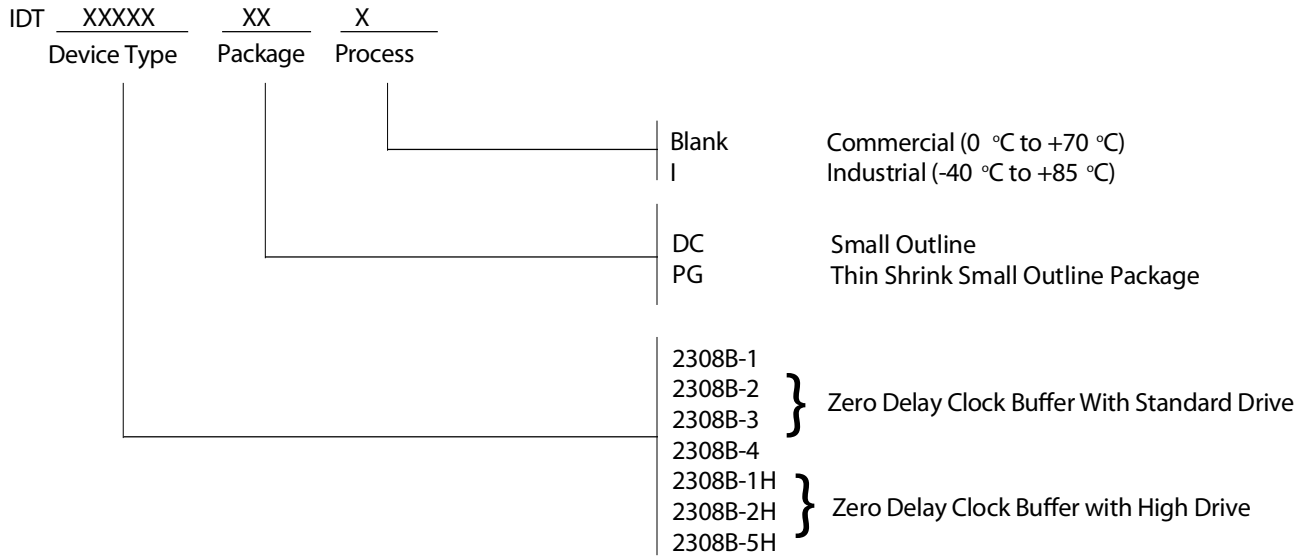 IDT XXXXX XX X
Device Type Package Process
Blank Commercial (0 °C to +70 °C)
I Industrial (-40 °C to +85 °C)
DC Small Outline
PG Thin Shrink Small Outline Package
2308B-1
2308B-2
2308B-3
2308B-4
} Zero Delay Clock Buffer With Standard Drive
2308B-1H
2308B-2H
2308B-5H
} Zero Delay Clock Buffer with High Drive